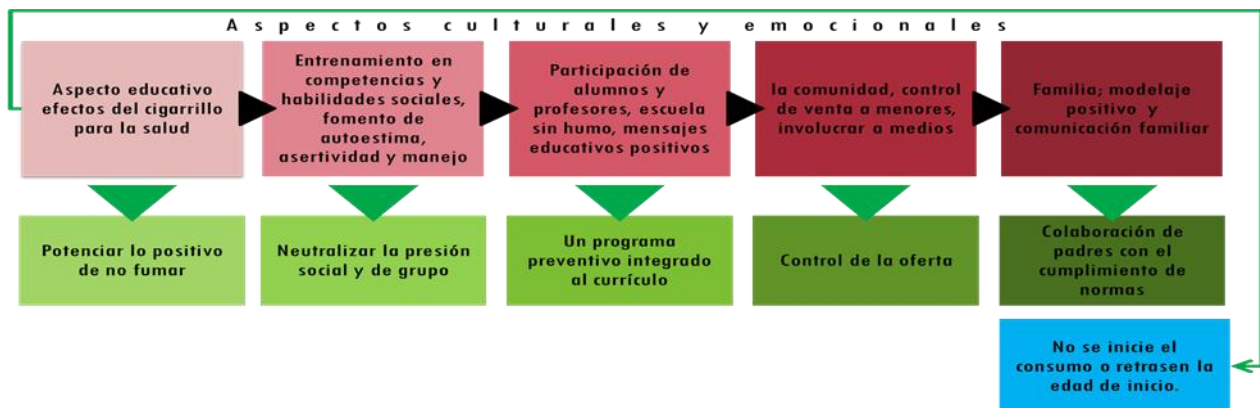 Aspectos culturales y emocionales
Aspecto educativo
efectos del cigarrillo
para la salud
Entrenamiento en
competencias y
habilidades sociales,
fomento de
autoestima,
asertividad y manejo
Participación de
alumnos y
profesores, escuela
sin humo, mensajes
educativos positivos
la comunidad, control
de venta a menores,
involucrar a medios
Familia; modelaje
positivo y
comunicación familiar
Potenciar lo positivo
de no fumar
Neutralizar la presión
social y de grupo
Un programa
preventivo integrado
al currículo
Control de la oferta
Colaboración de
padres con el
cumplimiento de
normas
No se inicie el
consumo o retrasen la
edad de inicio.